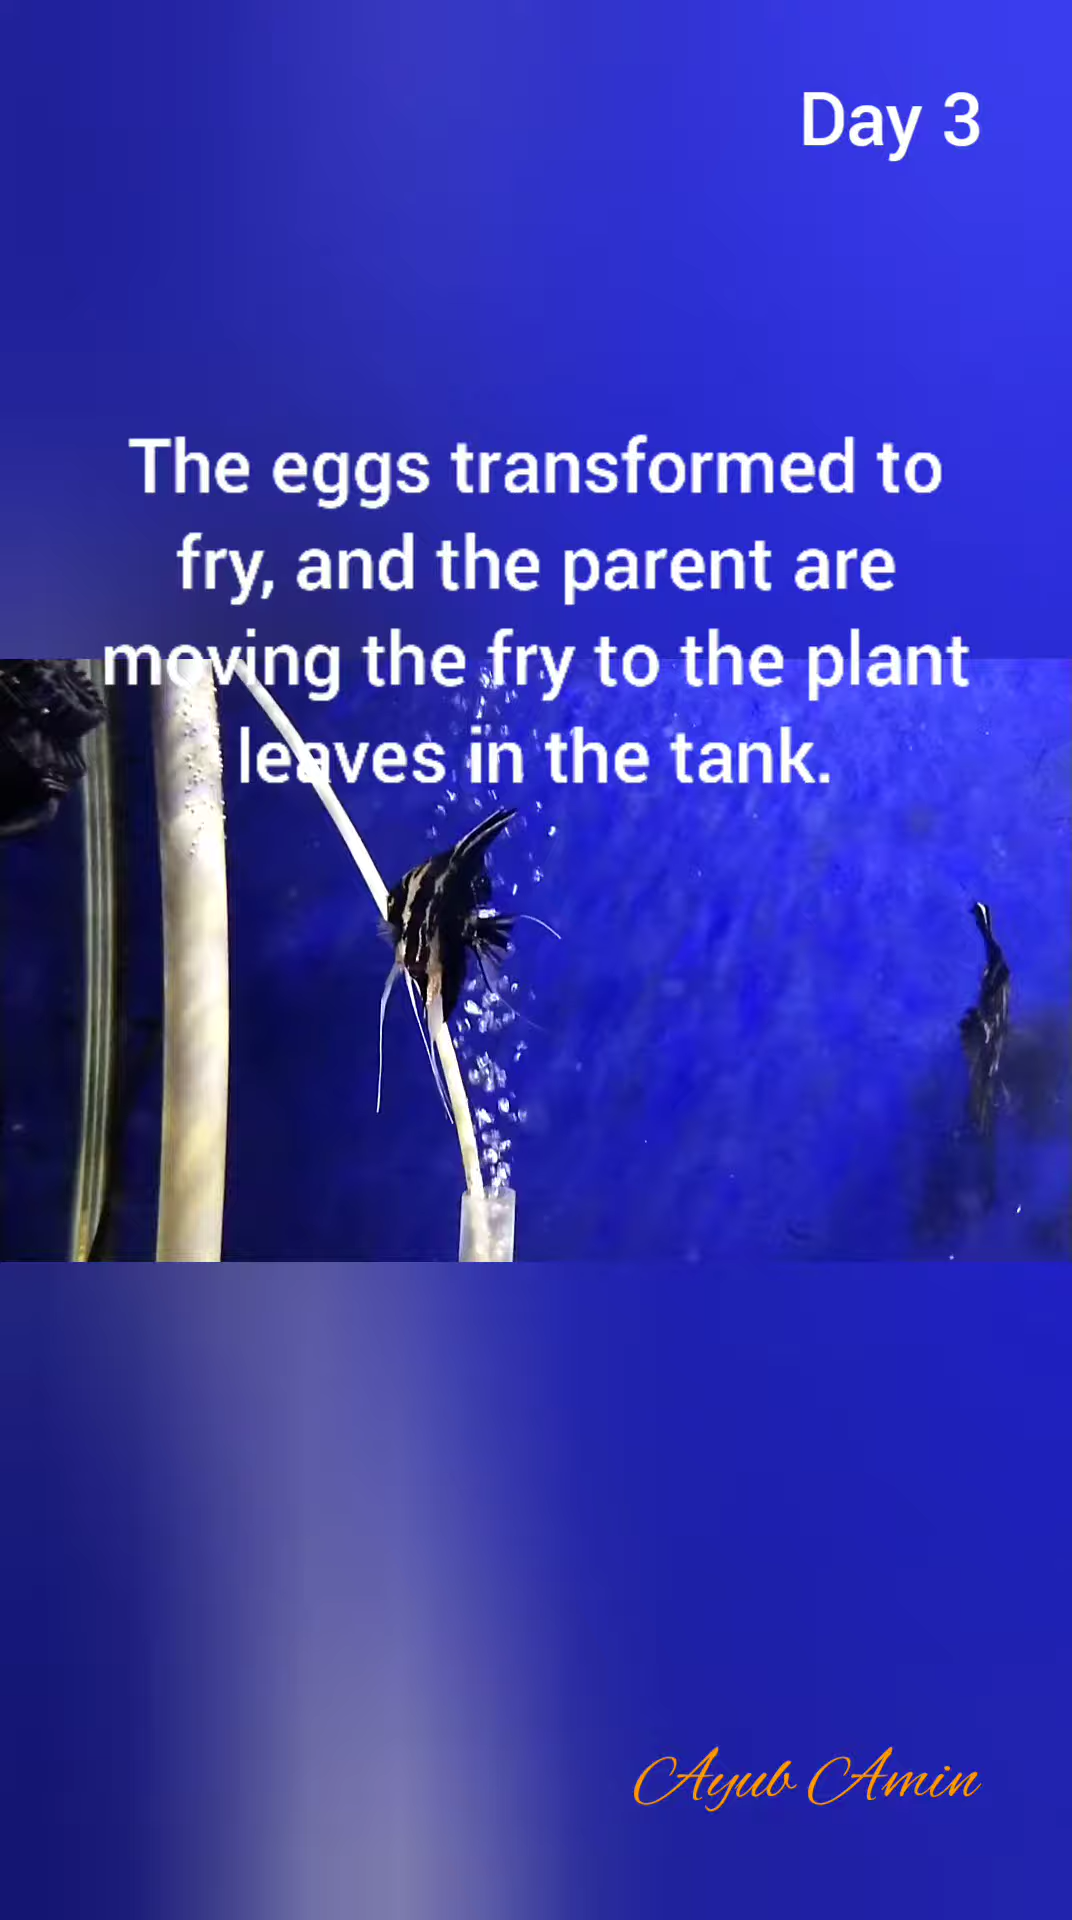 Day 3
The eggs transformed to
fry, and the parent are
moving the fry to the plant
leaves in the tank.
Ayub Amin